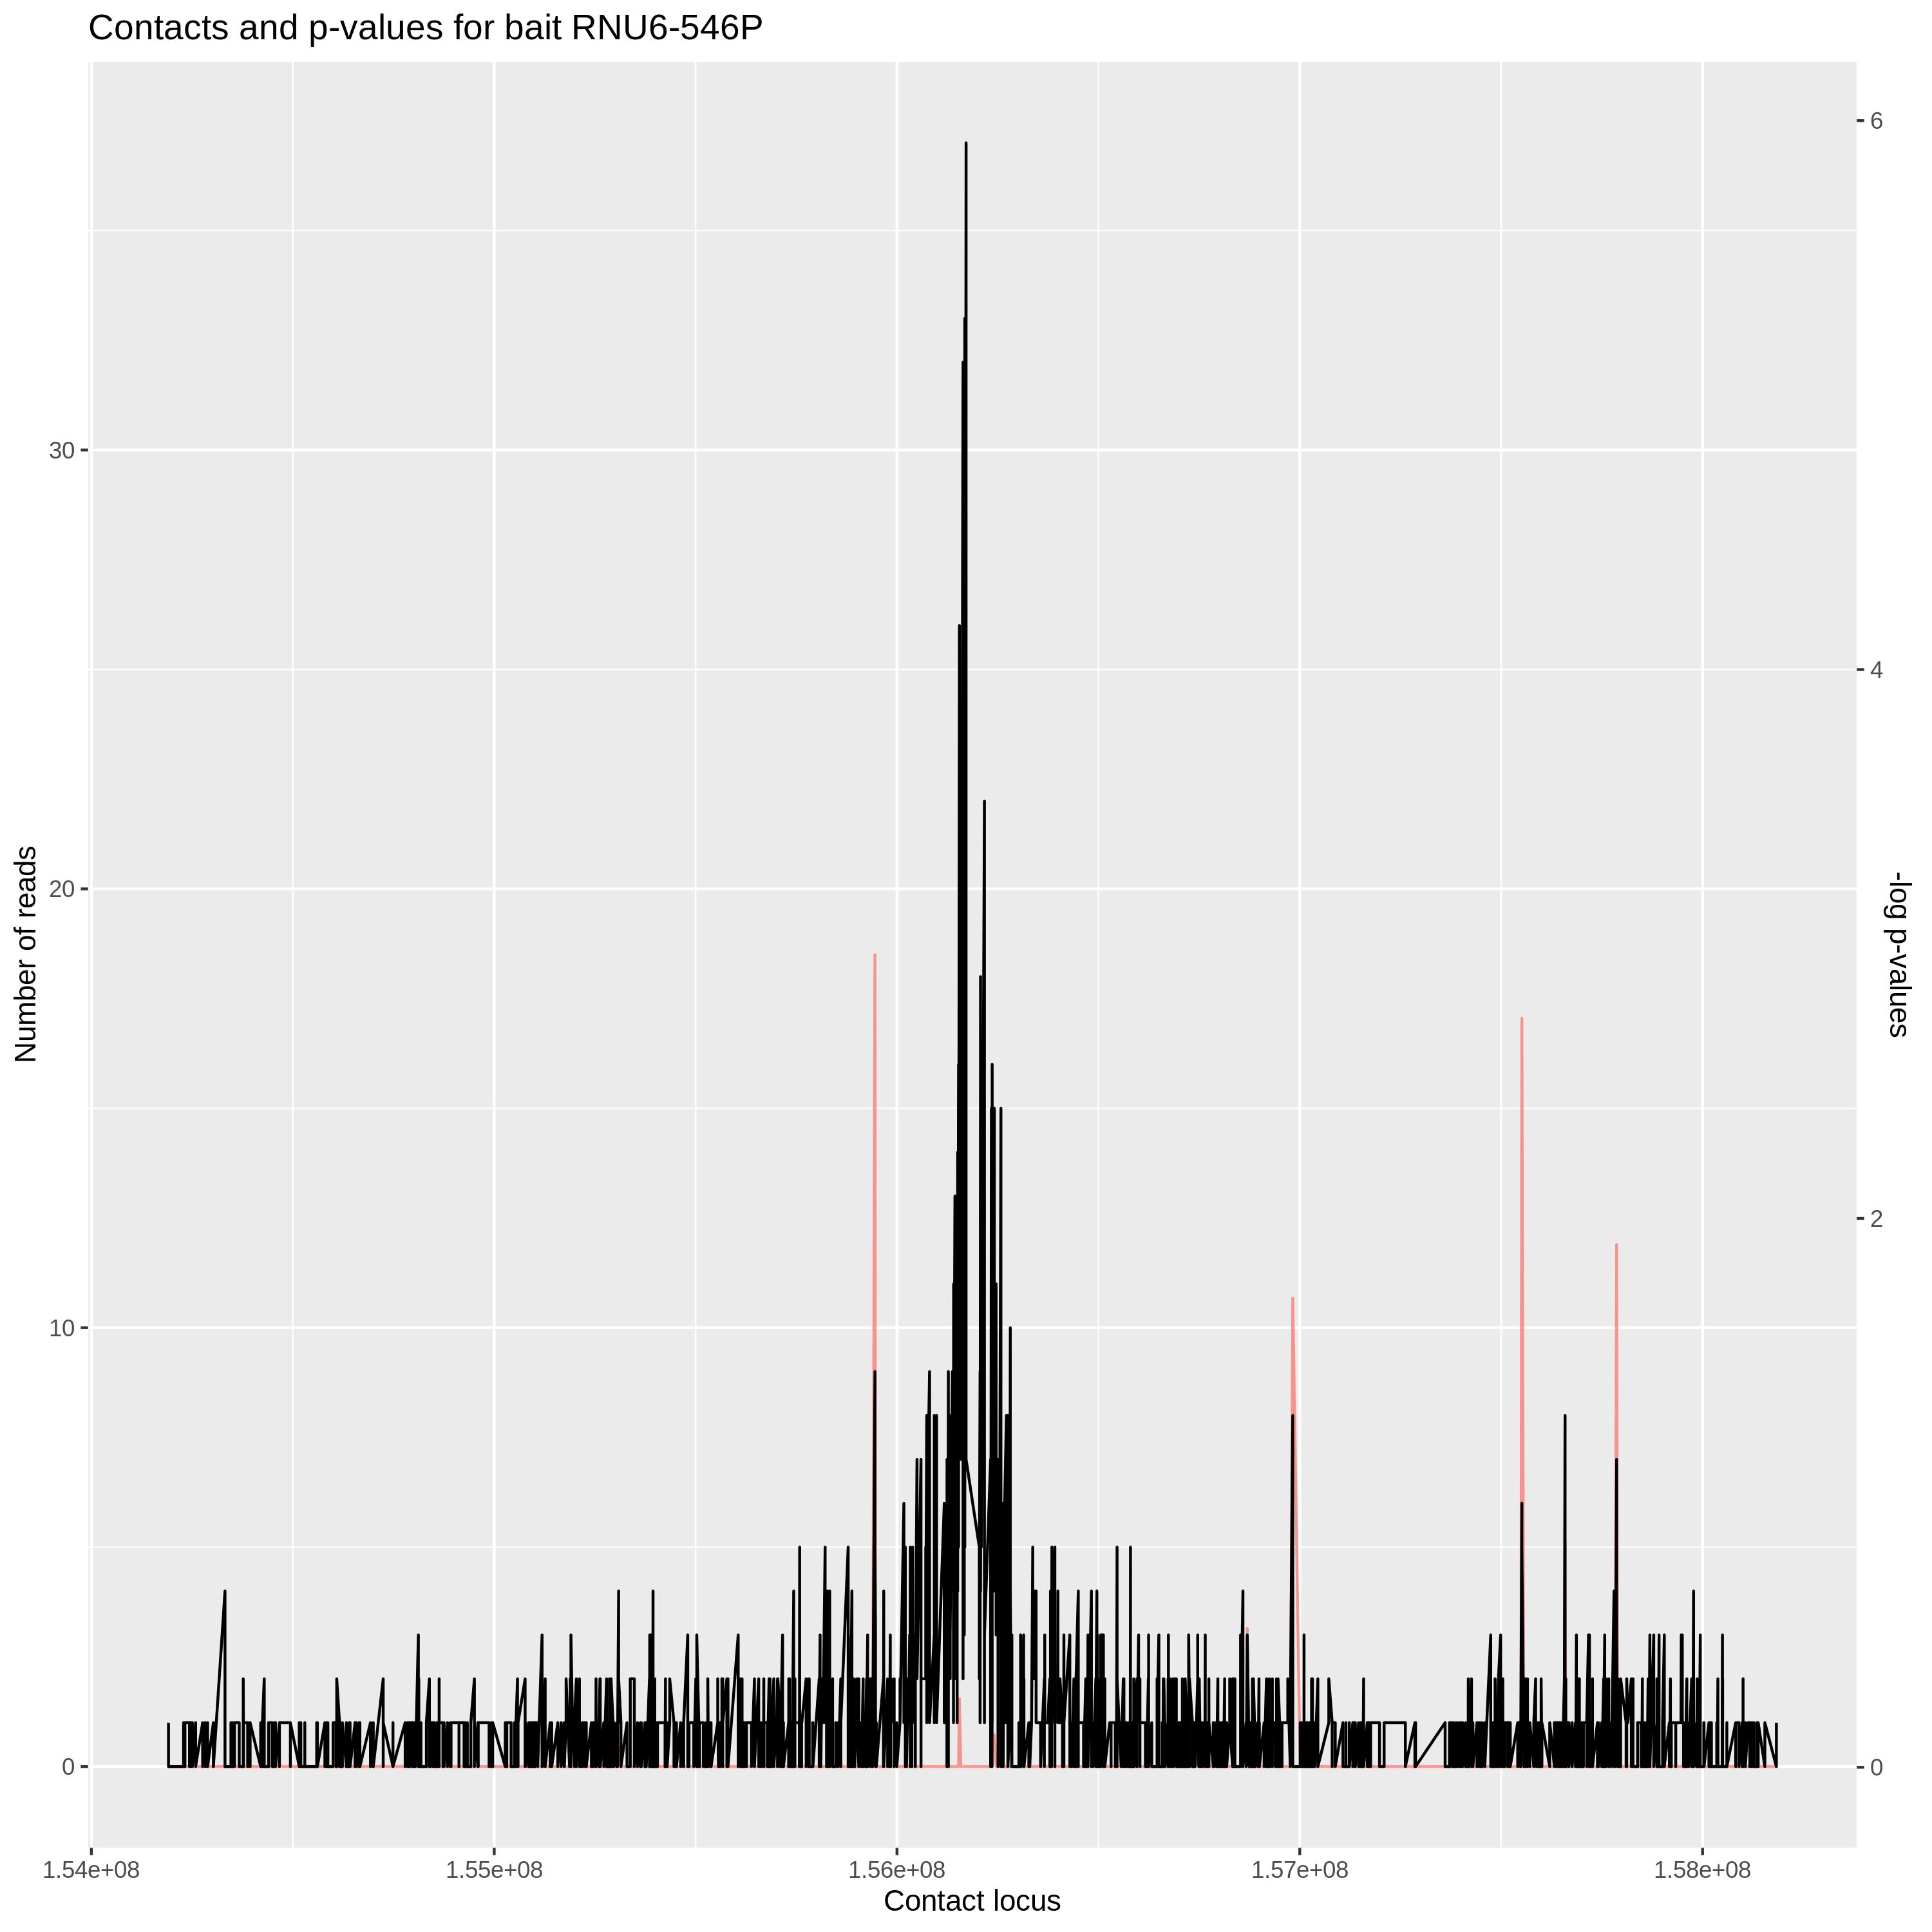 Contacts and p-values for bait RNU6-546P
30
20
10
0
6
4
2
0
Number of reads
-log p-values
1.54e+08
1.55e+08
1.56e+08
1.57e+08
1.58e+08
Contact locus